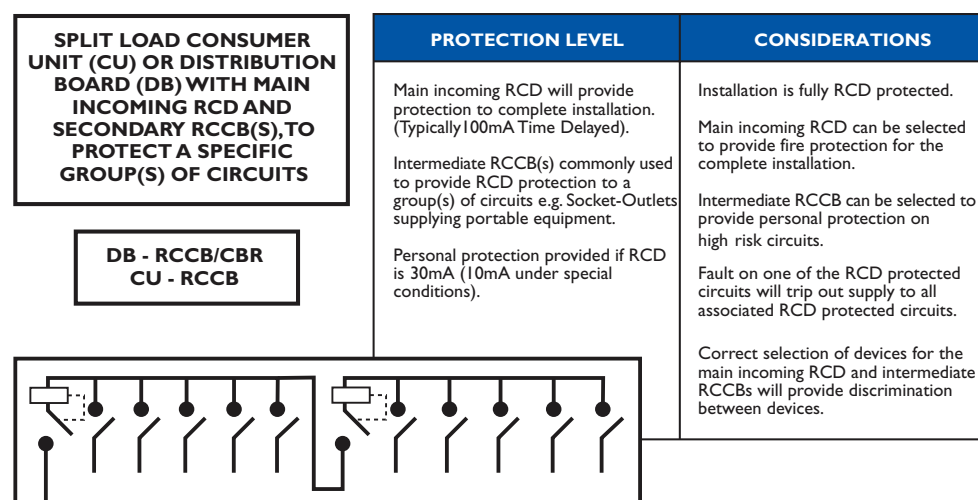 SPLIT LOAD CONSUMER
UNIT (CU) OR DISTRIBUTION
BOARD (DB) WITH MAIN
INCOMING RCD AND
SECONDARY RCCB(S), TO
PROTECT A SPECIFIC
GROUP(S) OF CIRCUITS
DB - RCCB/CBR
CU - RCCB
PROTECTION LEVEL
Main incoming RCD will provide
protection to complete installation.
(Typically100mA Time Delayed).
Intermediate RCCB(s) commonly used
to provide RCD protection to a
group(s) of circuits e.g. Socket-Outlets
supplying portable equipment.
Personal protection provided if RCD
is 30mA (10mA under special
conditions).
CONSIDERATIONS
Installation is fully RCD protected.
Main incoming RCD can be selected
to provide fire protection for the
complete installation.
Intermediate RCCB can be selected to
provide personal protection on
high risk circuits.
Fault on one of the RCD protected
circuits will trip out supply to all
associated RCD protected circuits.
Correct selection of devices for the
main incoming RCD and intermediate
RCCBs will provide discrimination
between devices.